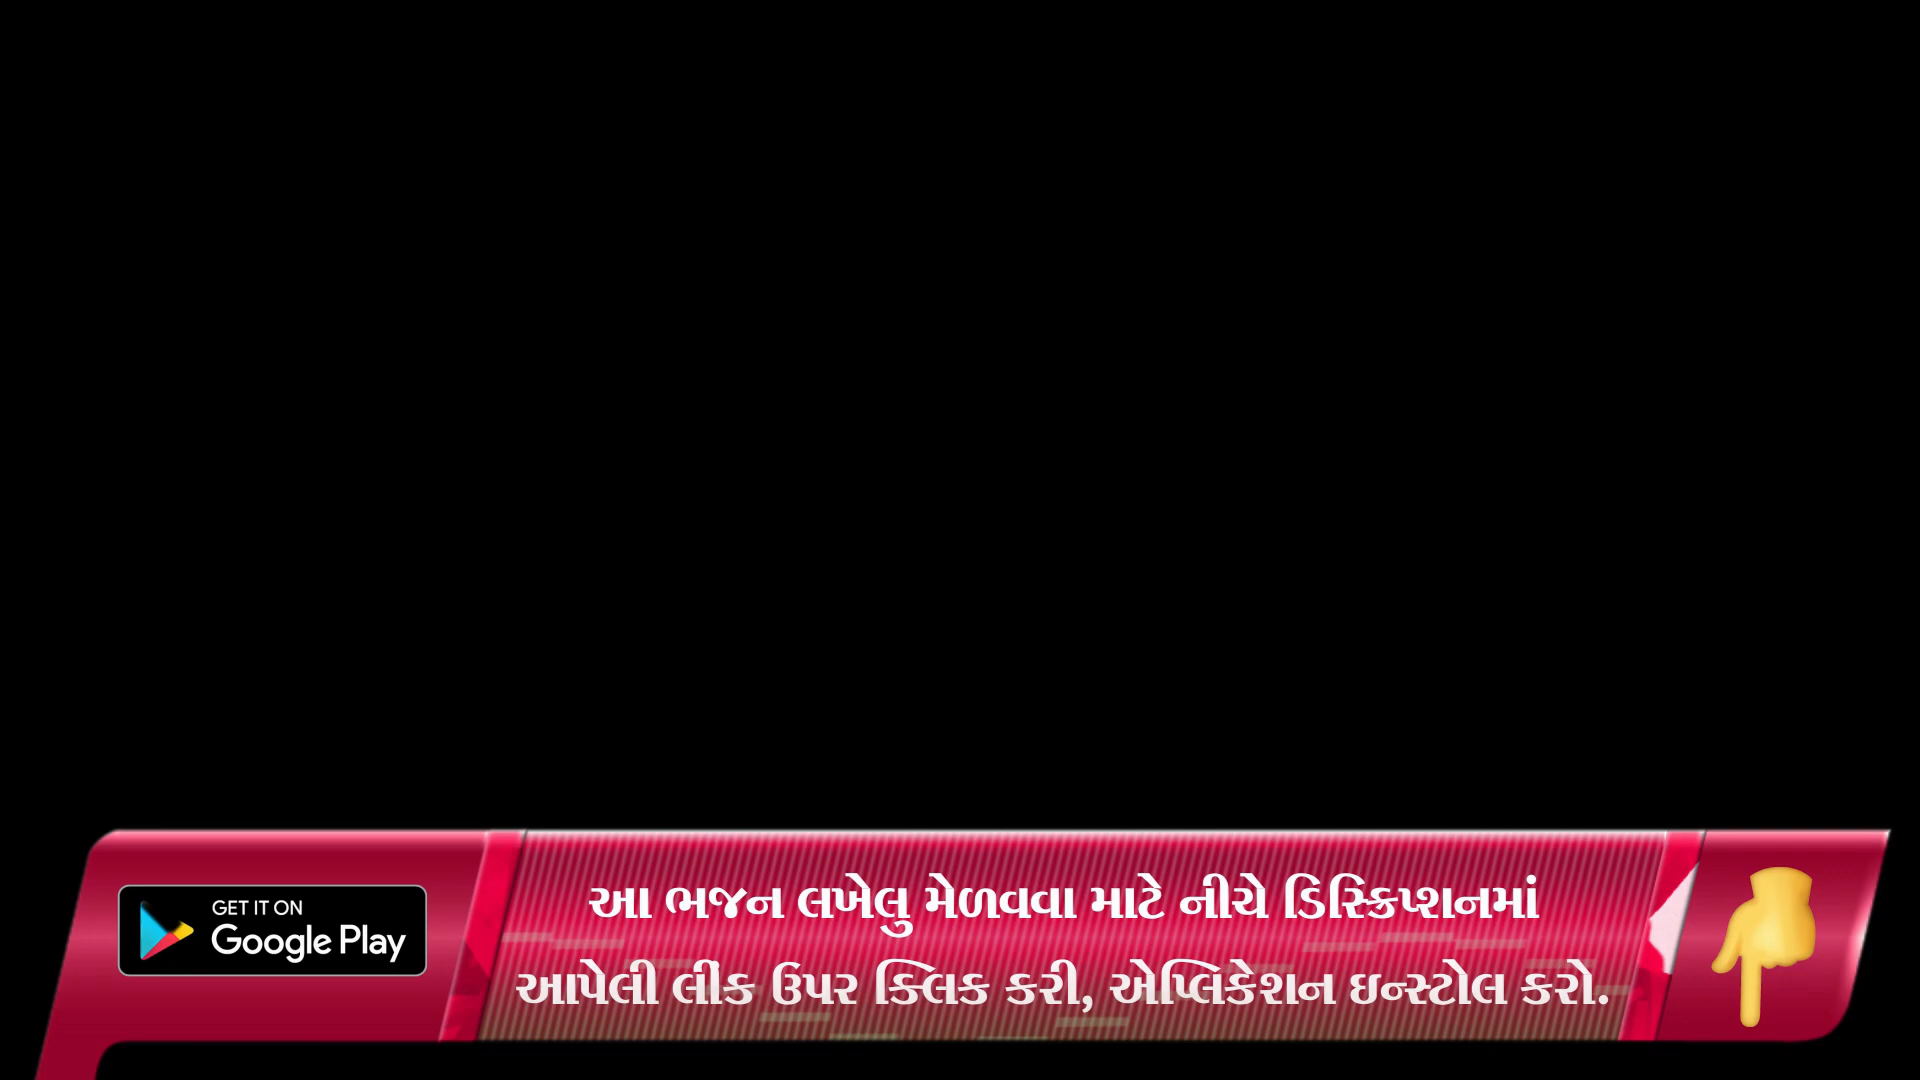 GET IT ON
Google Play
આ ભજન લખેલુ મેળવવા માટે નીચે ડિસ્ક્રિપ્શનમાં
આપેલી લીંક ઉપર ક્લિક કરી, એપ્લિકેશન ઇન્સ્ટોલ કરો.